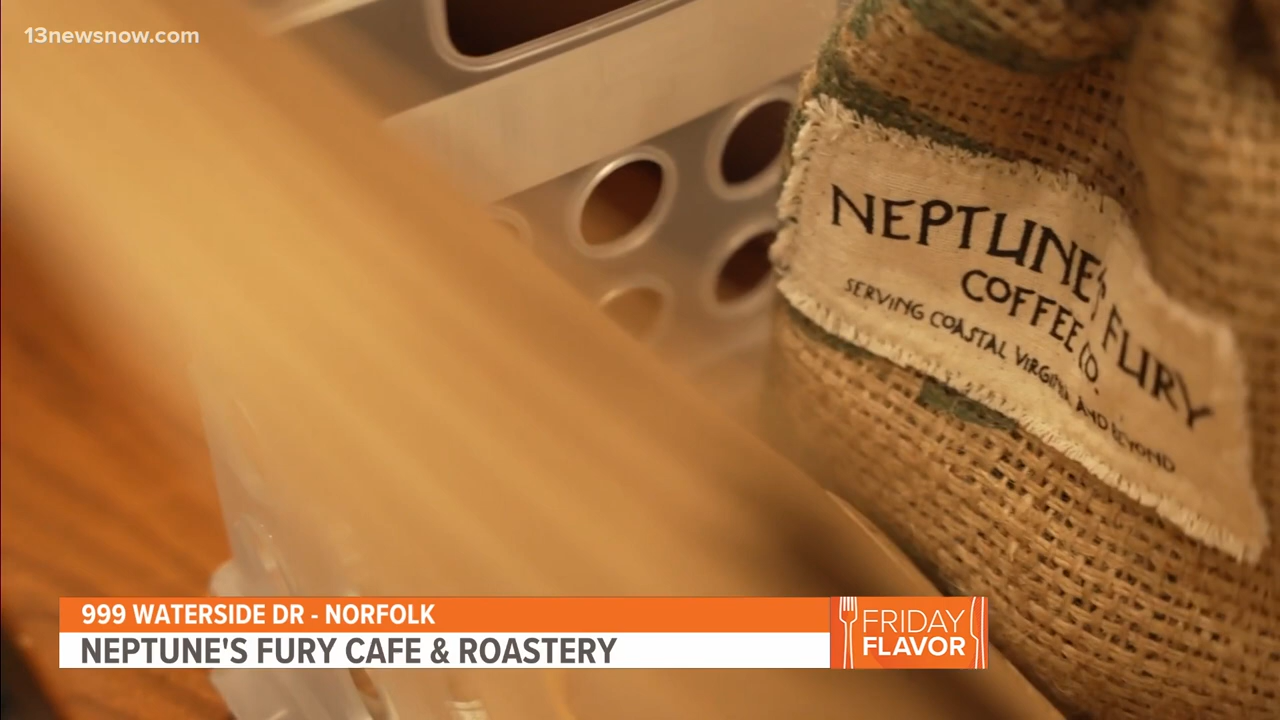 13newsnow.com
NEPTUNE'S FURY
COFFEE CO.
SERVING COASTAL VIRGINIA AND BEYOND
999 WATERSIDE DR - NORFOLK
NEPTUNE'S FURY CAFE & ROASTERY
FRIDAY
FLAVOR